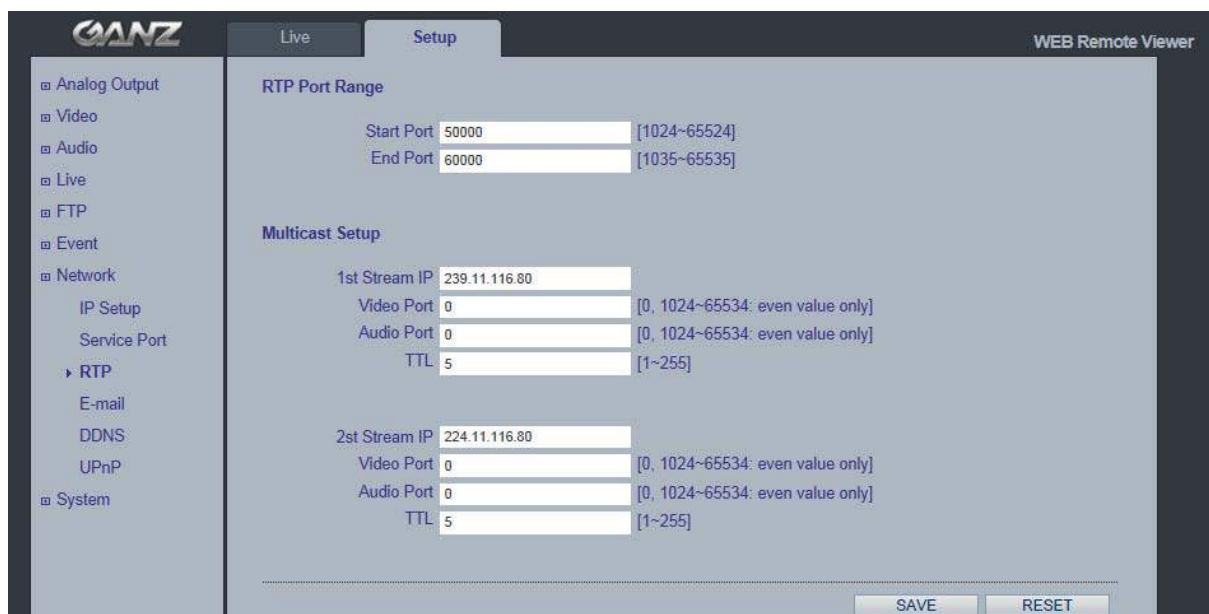 GANZ
Live
Setup
WEB Remote Viewer
Analog Output
Video
Audio
Live
FTP
Event
Network
IP Setup
Service Port
RTP
E-mail
DDNS
UPnP
System
RTP Port Range
Start Port 50000 [1024~65524]
End Port 60000 [1035~65535]
Multicast Setup
1st Stream IP 239.11.116.80
Video Port 0 [0, 1024~65534: even value only]
Audio Port 0 [0, 1024~65534: even value only]
TTL 5 [1~255]
2st Stream IP 224.11.116.80
Video Port 0 [0, 1024~65534: even value only]
Audio Port 0 [0, 1024~65534: even value only]
TTL 5 [1~255]
SAVE RESET